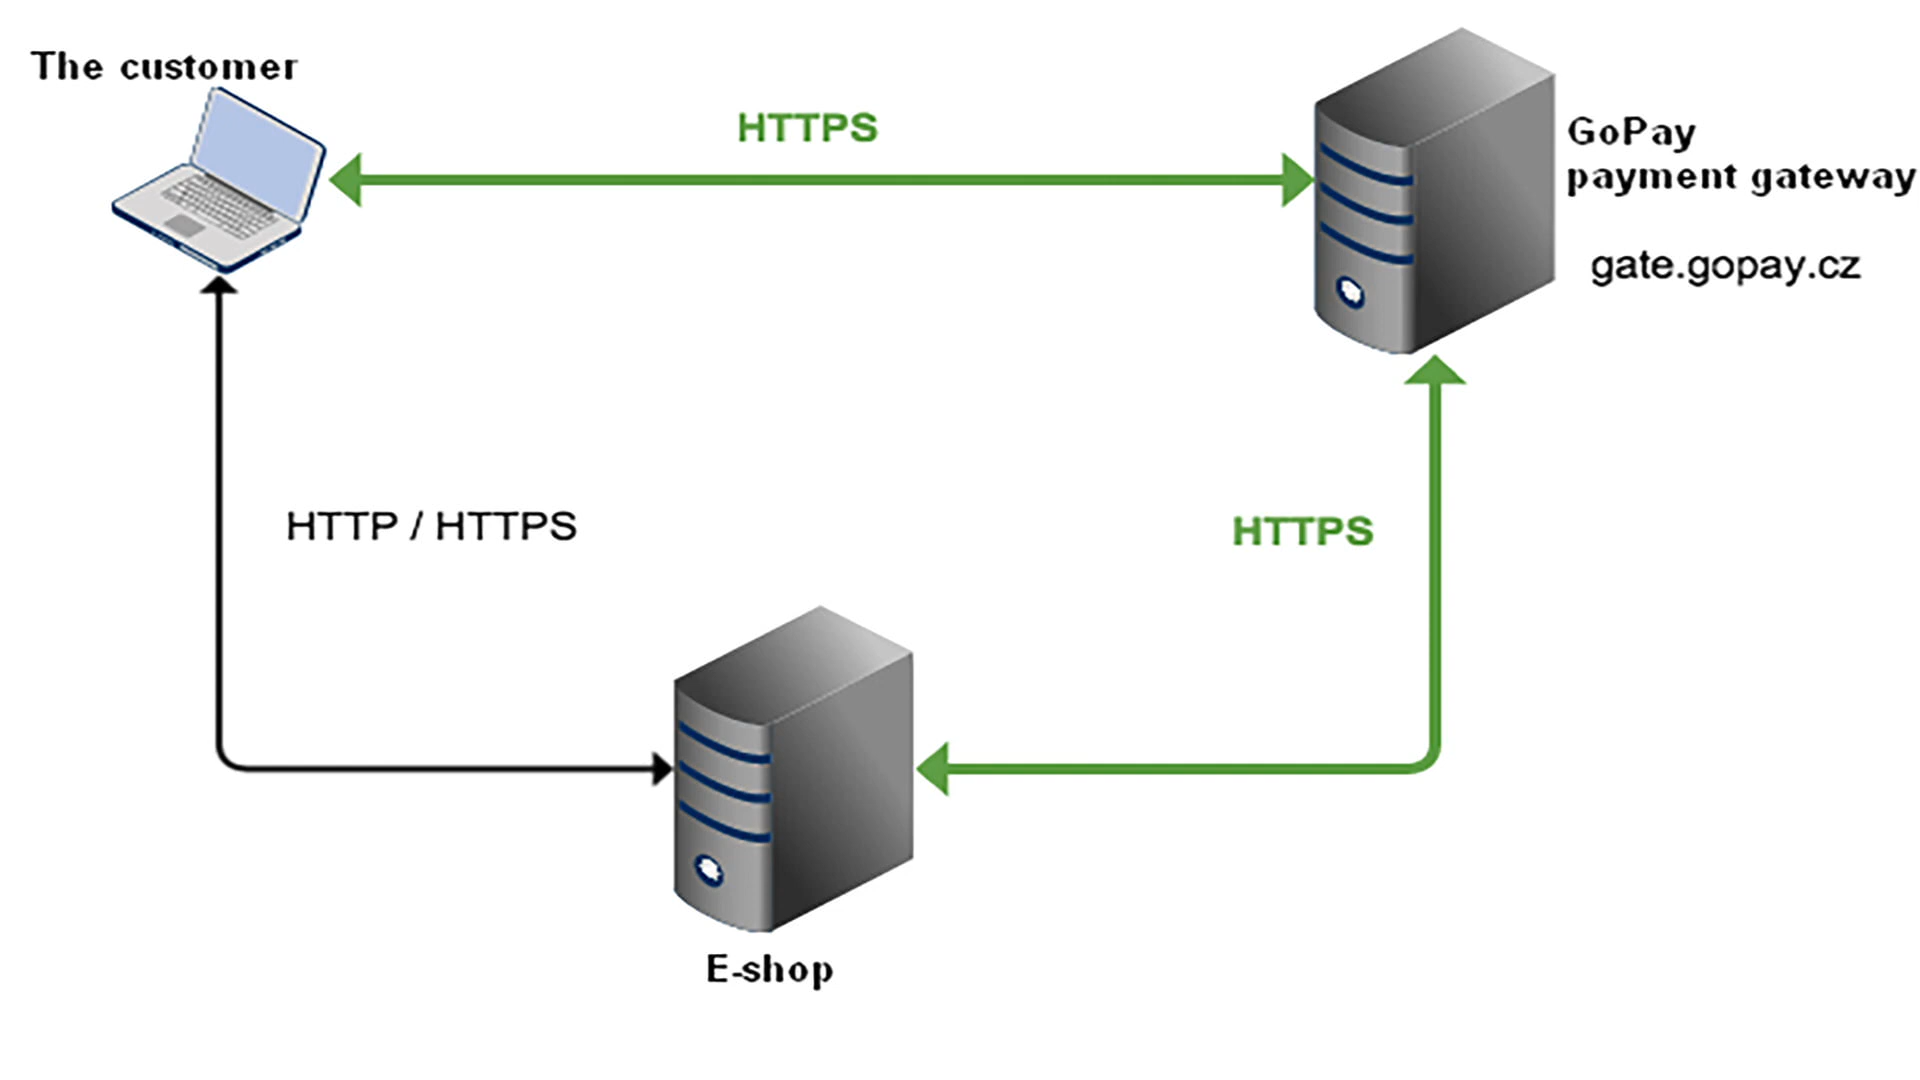 The customer
HTTPS
GoPay
payment gateway
gate.gopay.cz
HTTP / HTTPS
HTTPS
E-shop